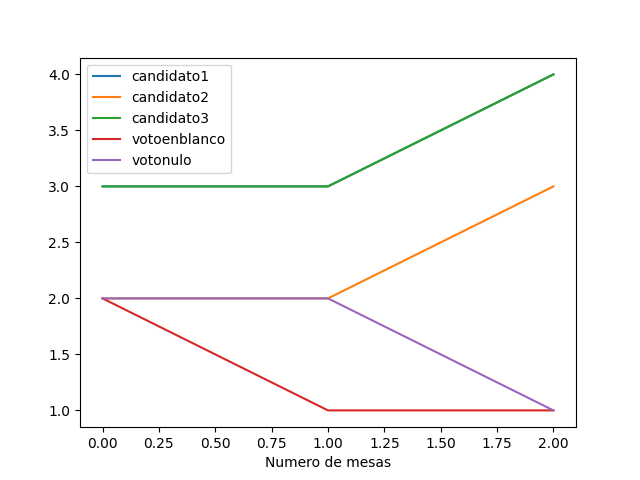 4.0
3.5
3.0
2.5
2.0
1.5
1.0
candidato1
candidato2
candidato3
votoenblanco
votonulo
0.00 0.25 0.50 0.75 1.00 1.25 1.50 1.75 2.00
Numero de mesas